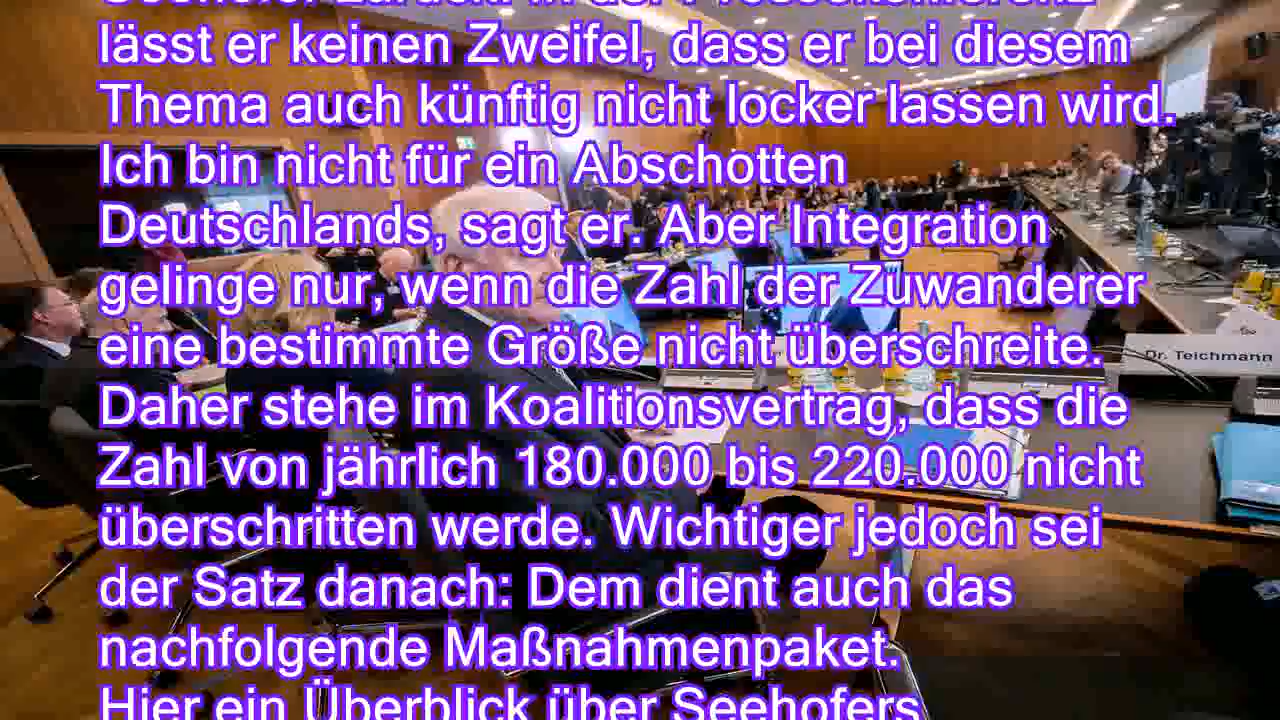 lässt er keinen Zweifel, dass er bei diesem
Thema auch künftig nicht locker lassen wird.
Ich bin nicht für ein Abschotten
Deutschlands, sagt er. Aber Integration
gelinge nur, wenn die Zahl der Zuwanderer
eine bestimmte Größe nicht überschreite.
Dr. Teichmann
Daher stehe im Koalitionsvertrag, dass die
Zahl von jährlich 180.000 bis 220.000 nicht
überschritten werde. Wichtiger jedoch sei
der Satz danach: Dem dient auch das
nachfolgende Maßnahmenpaket.
Hier ein Überblick über Seehofers